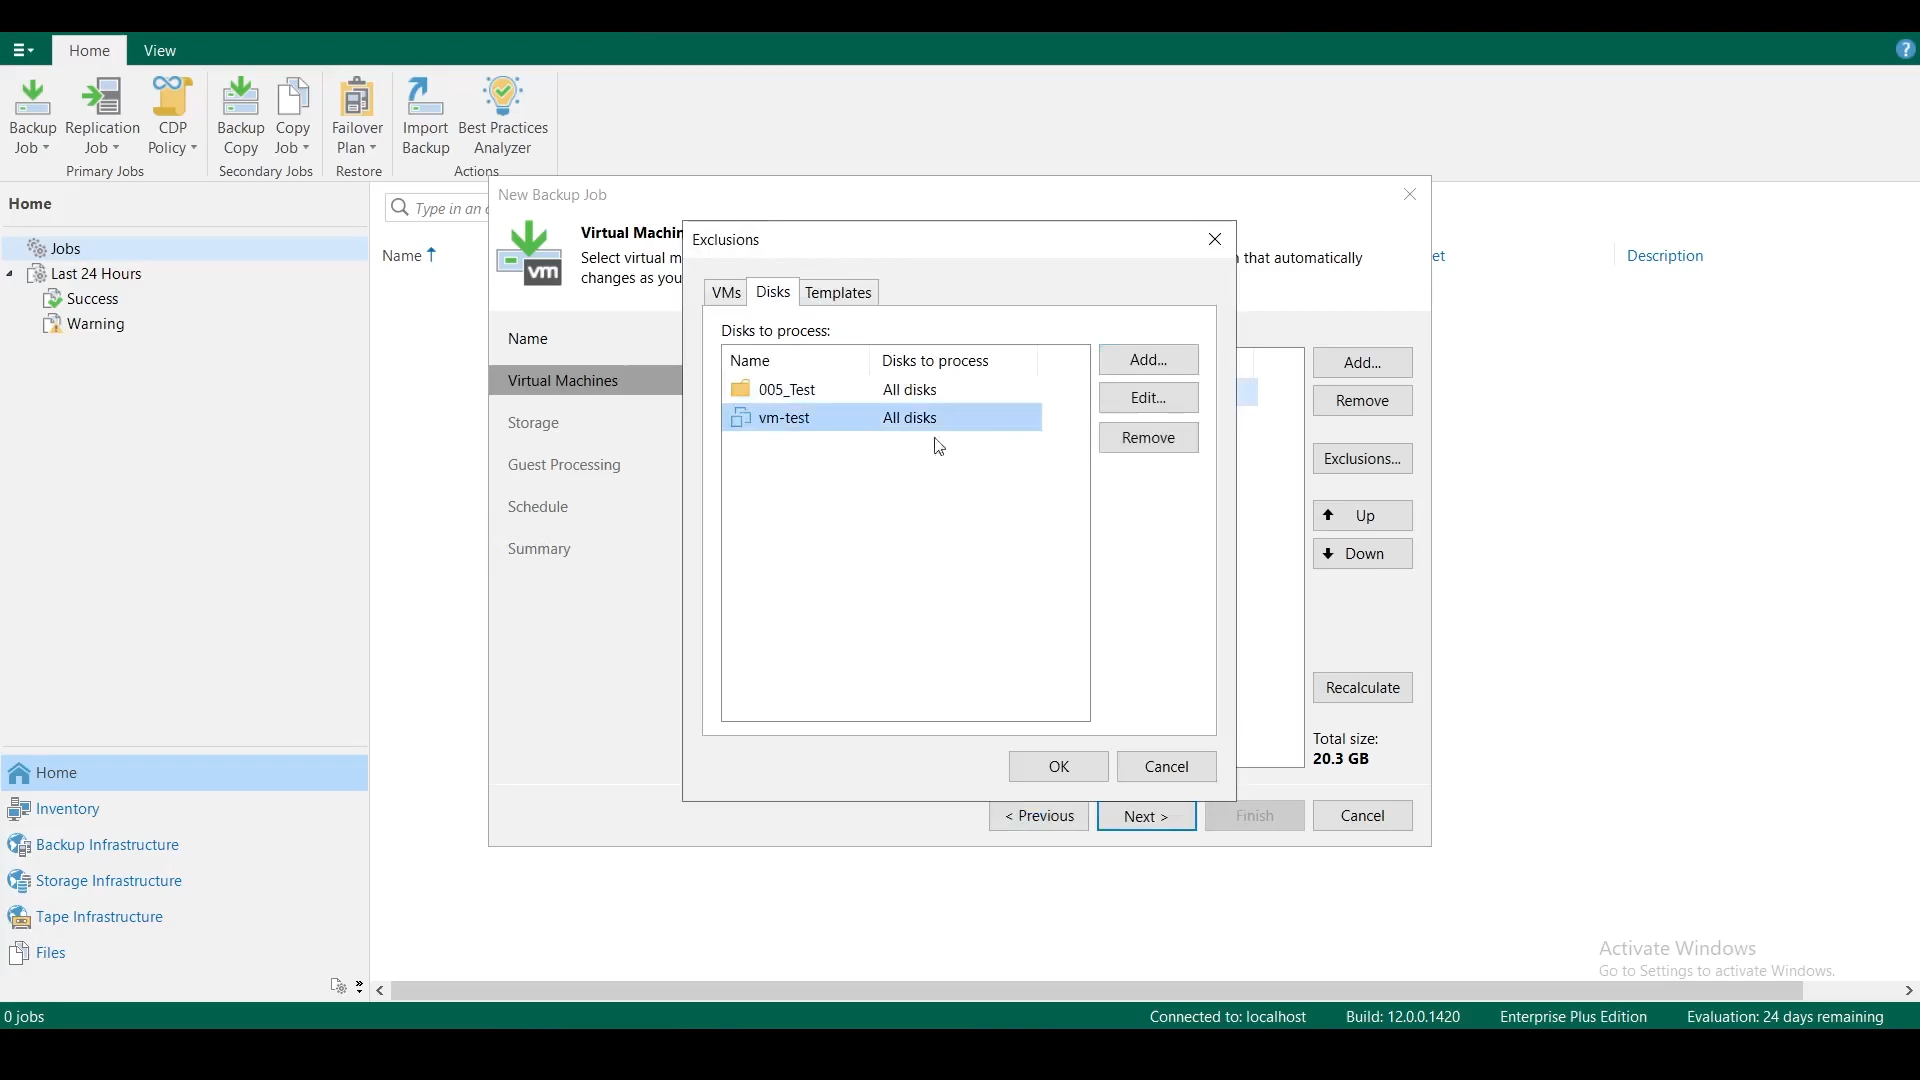 Home
View
?
Backup
Job
Replication
Job
CDP
Policy
Backup
Copy
Copy
Job
Failover
Plan
Import
Backup
Best Practices
Analyzer
Primary Jobs
Secondary Jobs
Restore
Actions
Home
Jobs
Last 24 Hours
Success
Warning
Type in an
Name
et
Description
New Backup Job
vm
Select virtual m
changes as you
that automatically
Name
Virtual Machines
Storage
Guest Processing
Schedule
Summary
Exclusions
VMs
Disks
Templates
Disks to process:
Name
Disks to process
005_Test
All disks
vm-test
All disks
Add...
Edit...
Remove
OK
Cancel
Add...
Remove
Exclusions...
Up
Down
Recalculate
Total size:
20.3 GB
< Previous
Next >
Finish
Cancel
Home
Inventory
Backup Infrastructure
Storage Infrastructure
Tape Infrastructure
Files
Activate Windows
Go to Settings to activate Windows.
0 jobs
Connected to: localhost
Build: 12.0.0.1420
Enterprise Plus Edition
Evaluation: 24 days remaining